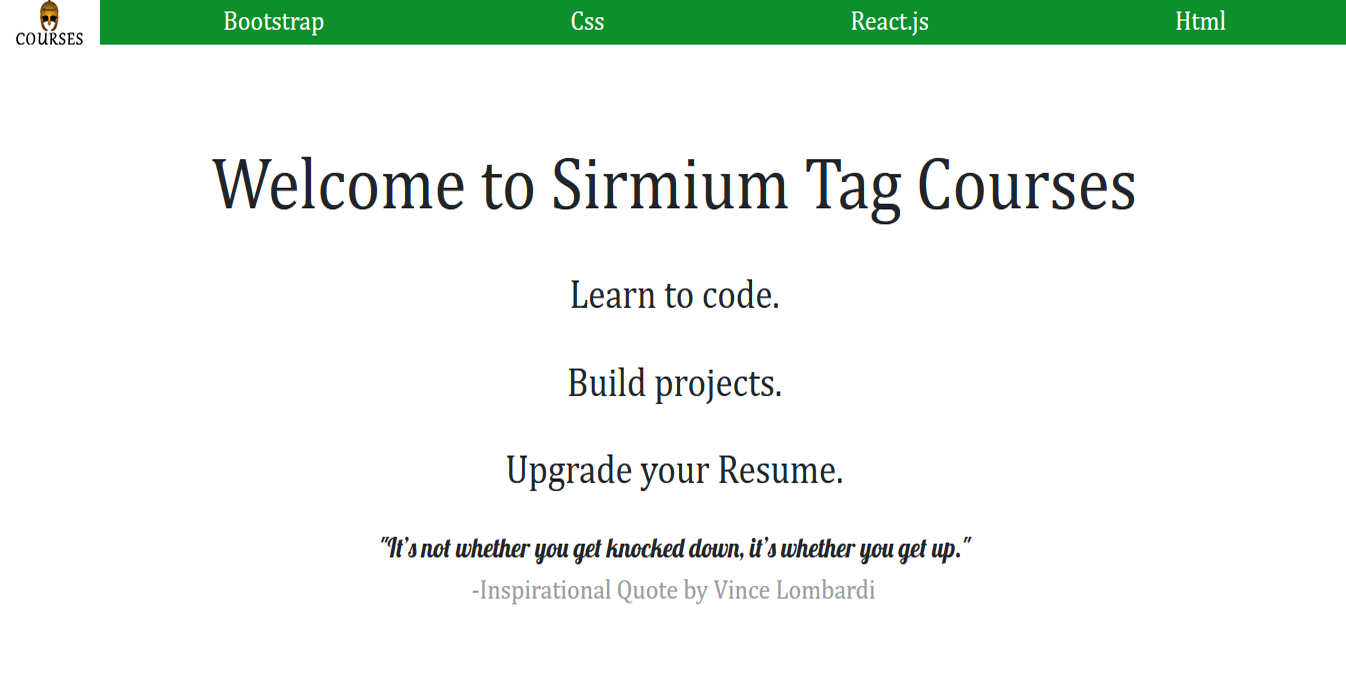 COURSES
Bootstrap Css React.js Html
Welcome to Sirmium Tag Courses
Learn to code.
Build projects.
Upgrade your Resume.
"It's not whether you get knocked down, it's whether you get up."
-Inspirational Quote by Vince Lombardi